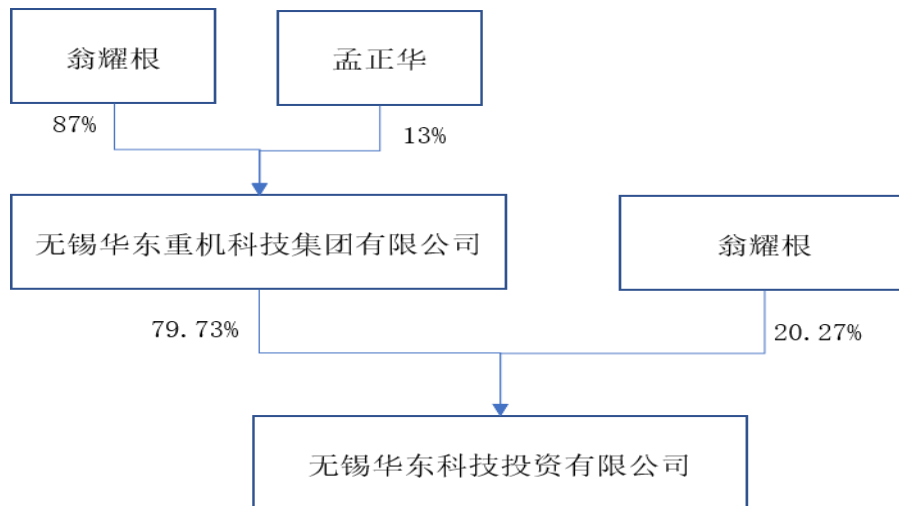 翁耀根
孟正华
87%
13%
无锡华东重机科技集团有限公司
翁耀根
79.73%
20.27%
无锡华东科技投资有限公司